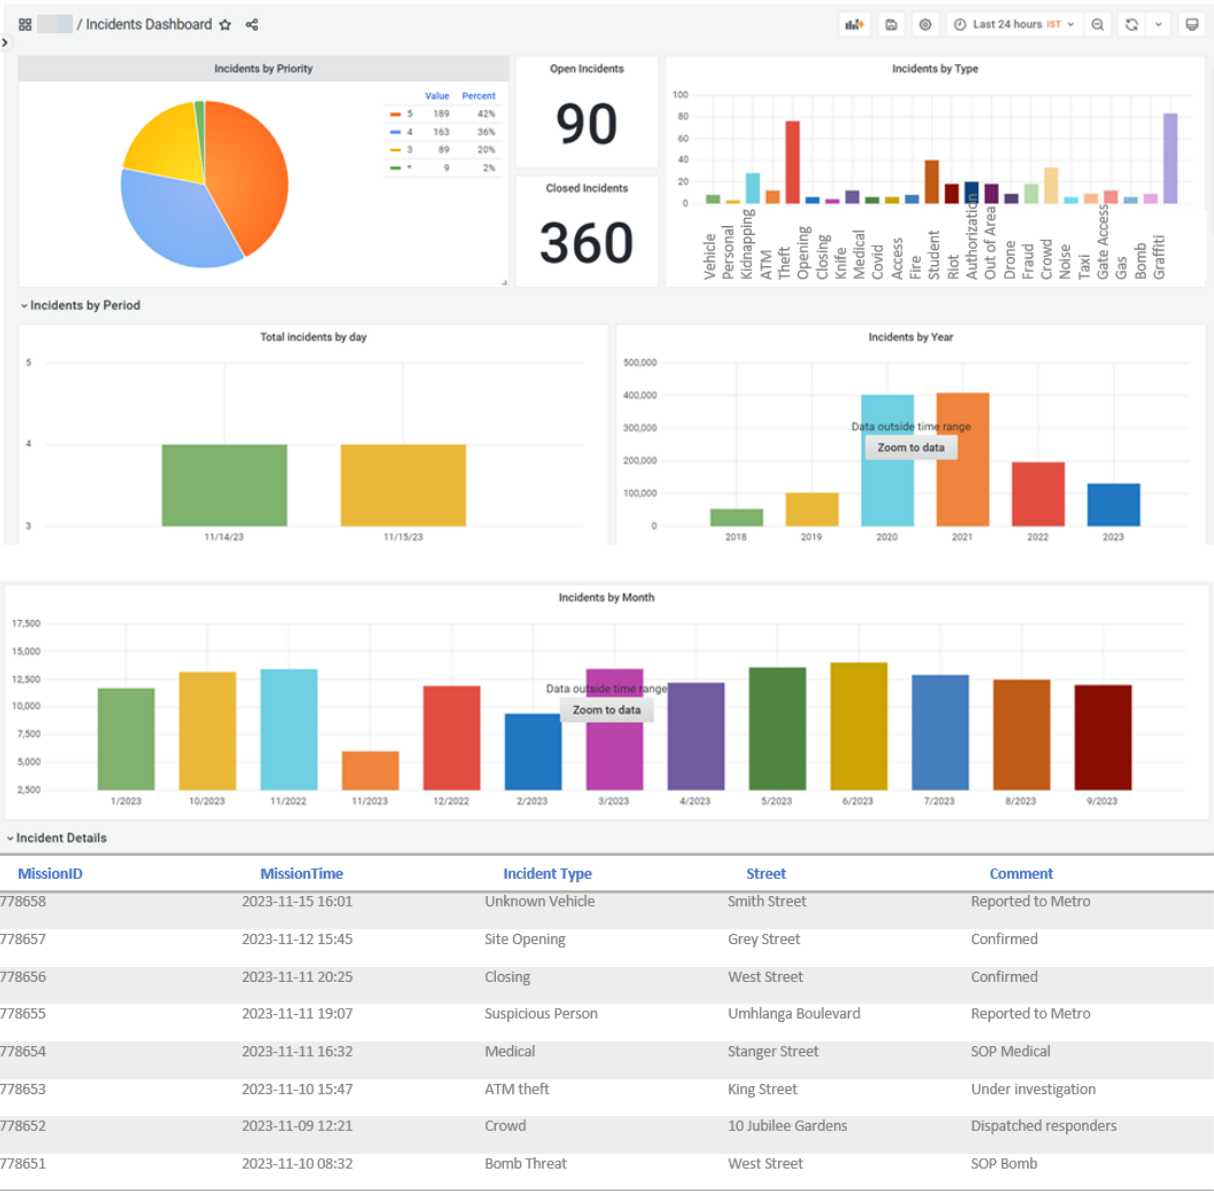 / Incidents Dashboard
Last 24 hours IST
Incidents by Priority
Value Percent
5 189 42%
4 163 36%
3 89 20%
* 9 2%
Open Incidents
90
Closed Incidents
360
Incidents by Type
100
80
60
40
20
0
Vehicle
Personal
Kidnapping
ATM
Theft
Opening
Closing
Knife
Medical
Covid
Access
Fire
Student
Riot
Authorization
Out of Area
Drone
Fraud
Crowd
Noise
Taxi
Gate Access
Gas
Bomb
Graffiti
Incidents by Period
Total incidents by day
5
4
3
11/14/23 11/15/23
Incidents by Year
500,000
400,000
300,000
200,000
100,000
0
Data outside time range
Zoom to data
2018 2019 2020 2021 2022 2023
Incidents by Month
17,500
15,000
12,500
10,000
7,500
5,000
2,500
Data outside time range
Zoom to data
1/2023 10/2023 11/2022 11/2023 12/2022 2/2023 3/2023 4/2023 5/2023 6/2023 7/2023 8/2023 9/2023
Incident Details
MissionID MissionTime Incident Type Street Comment
778658 2023-11-15 16:01 Unknown Vehicle Smith Street Reported to Metro
778657 2023-11-12 15:45 Site Opening Grey Street Confirmed
778656 2023-11-11 20:25 Closing West Street Confirmed
778655 2023-11-11 19:07 Suspicious Person Umhlanga Boulevard Reported to Metro
778654 2023-11-11 16:32 Medical Stanger Street SOP Medical
778653 2023-11-10 15:47 ATM theft King Street Under investigation
778652 2023-11-09 12:21 Crowd 10 Jubilee Gardens Dispatched responders
778651 2023-11-10 08:32 Bomb Threat West Street SOP Bomb